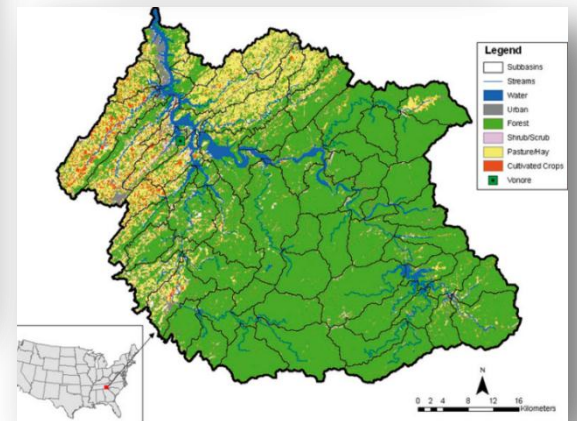 Legend
Subbasins
Streams
Water
Urban
Forest
Shrub/Scrub
Pasture/Hay
Cultivated Crops
Vonore
N
0 2 4 8 12 16
Kilometers